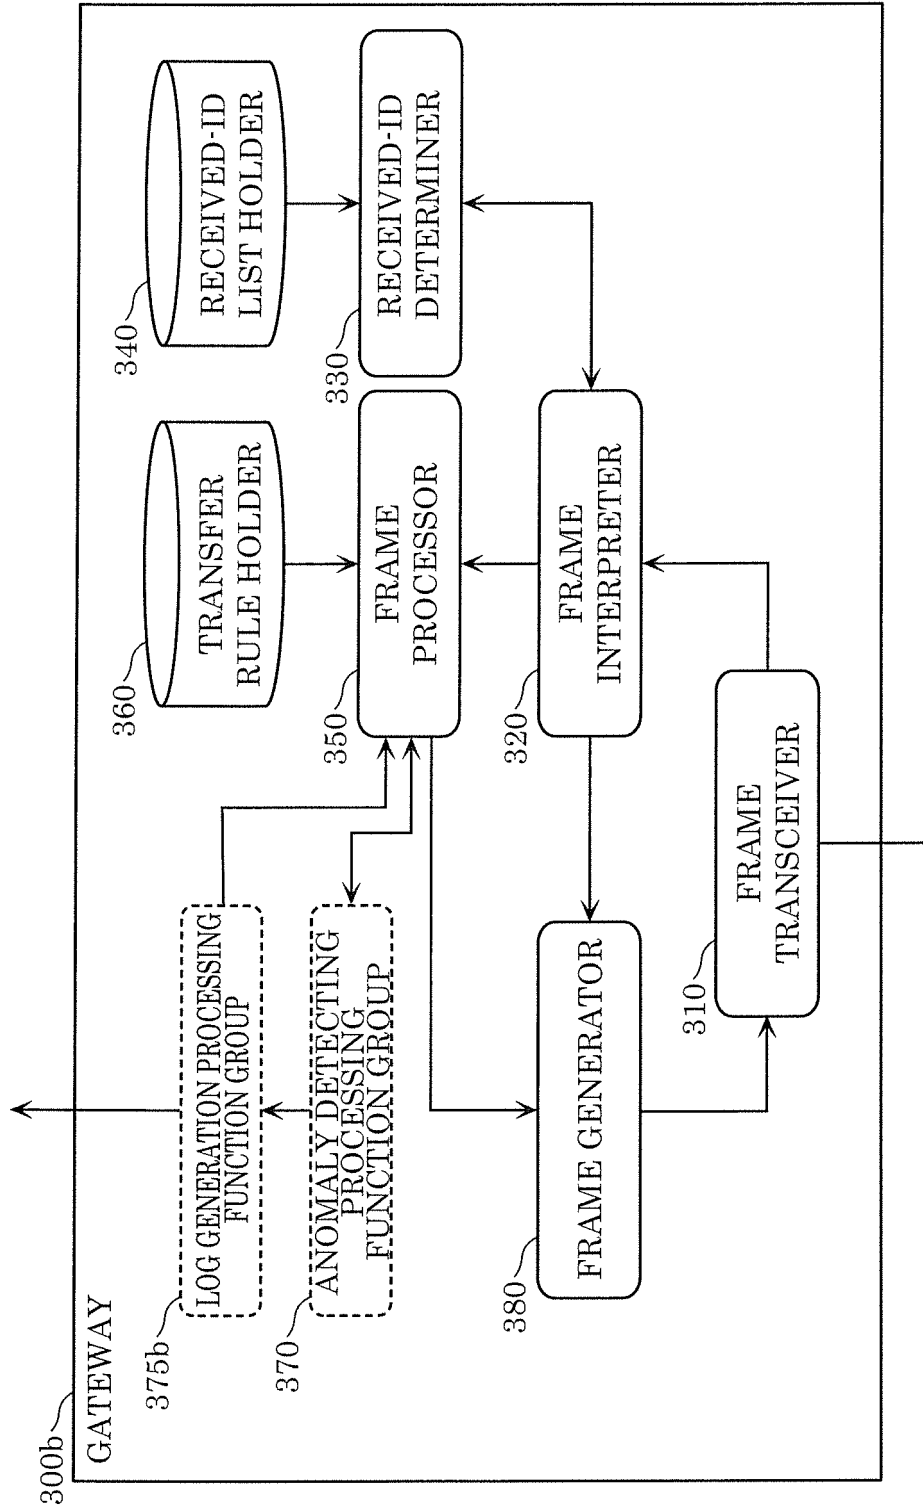 300b
GATEWAY
375b
LOG GENERATION PROCESSING
FUNCTION GROUP
370
ANOMALY DETECTING
PROCESSING
FUNCTION GROUP
360
TRANSFER
RULE HOLDER
340
RECEIVED-ID
LIST HOLDER
350
FRAME
PROCESSOR
330
RECEIVED-ID
DETERMINER
380
FRAME GENERATOR
320
FRAME
INTERPRETER
310
FRAME
TRANSCEIVER